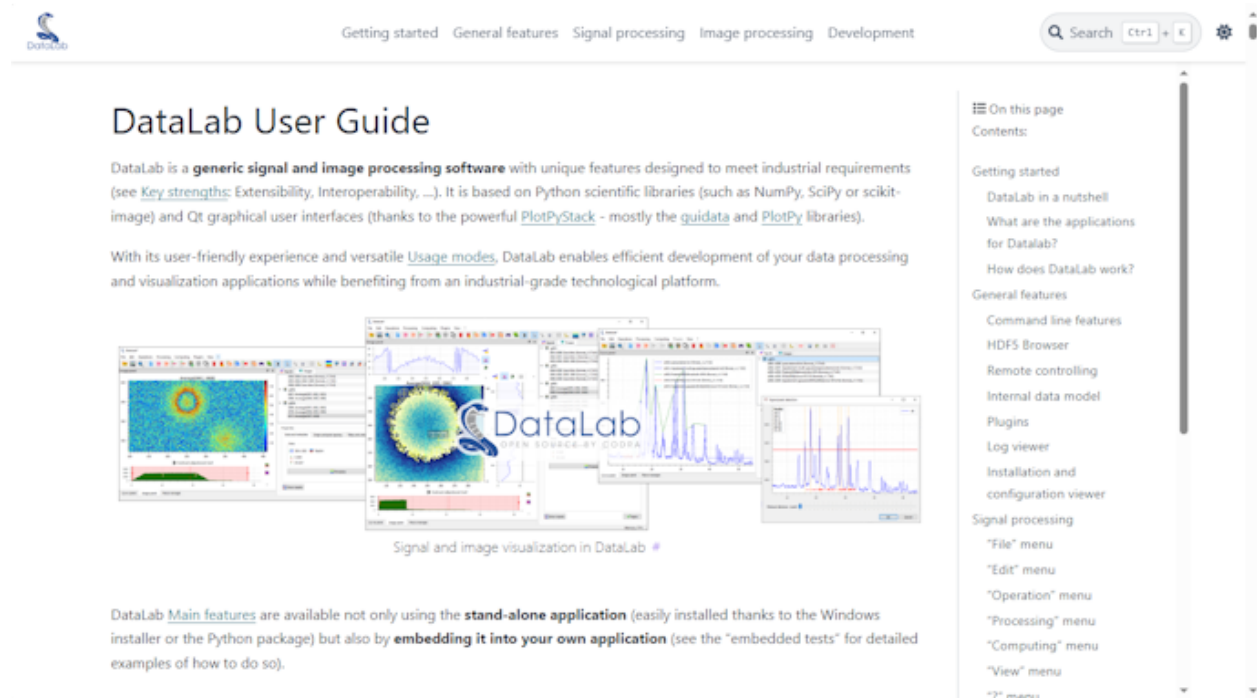 DataLab
Getting started General features Signal processing Image processing Development
Search Ctrl + K
DataLab User Guide
DataLab is a generic signal and image processing software with unique features designed to meet industrial requirements
(see Key strengths: Extensibility, Interoperability, ...). It is based on Python scientific libraries (such as NumPy, SciPy or scikit-
image) and Qt graphical user interfaces (thanks to the powerful PlotPyStack - mostly the guidata and PlotPy libraries).
With its user-friendly experience and versatile Usage modes, DataLab enables efficient development of your data processing
and visualization applications while benefiting from an industrial-grade technological platform.
DataLab
OPEN SOURCE BY CODRA
Signal and image visualization in DataLab #
DataLab Main features are available not only using the stand-alone application (easily installed thanks to the Windows
installer or the Python package) but also by embedding it into your own application (see the "embedded tests" for detailed
examples of how to do so).
On this page
Contents:
Getting started
DataLab in a nutshell
What are the applications
for Datalab?
How does DataLab work?
General features
Command line features
HDF5 Browser
Remote controlling
Internal data model
Plugins
Log viewer
Installation and
configuration viewer
Signal processing
"File" menu
"Edit" menu
"Operation" menu
"Processing" menu
"Computing" menu
"View" menu
"?" menu